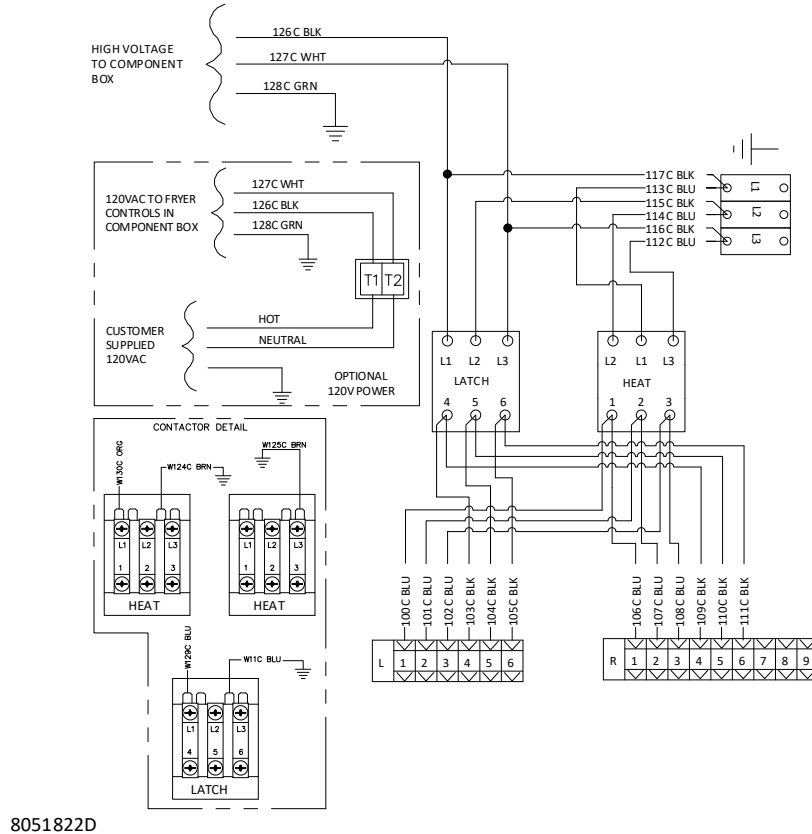 126C BLK
HIGH VOLTAGE
TO COMPONENT
BOX
127C WHT
128C GRN
120VAC TO FRYER
CONTROLS IN
COMPONENT BOX
127C WHT
126C BLK
128C GRN
T1 T2
CUSTOMER
SUPPLIED
120VAC
HOT
NEUTRAL
OPTIONAL
120V POWER
117C BLK
113C BLU
115C BLK
114C BLU
116C BLK
112C BLU
L1
L2
L3
L1 L2 L3
LATCH
4 5 6
L2 L1 L3
HEAT
1 2 3
CONTACTOR DETAIL
W130C ORG
W124C BRN
W125C BRN
L1 L2 L3
1 2 3
HEAT
L1 L2 L3
1 2 3
HEAT
W129C BLU
W11C BLU
L1 L2 L3
4 5 6
LATCH
100C BLU
101C BLU
102C BLU
103C BLK
104C BLK
105C BLK
L 1 2 3 4 5 6
106C BLU
107C BLU
108C BLU
109C BLK
110C BLK
111C BLK
R 1 2 3 4 5 6 7 8 9
8051822D